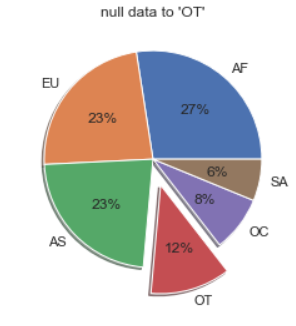 null data to 'OT'
AF
27%
EU
23%
AS
23%
OT
12%
OC
8%
SA
6%